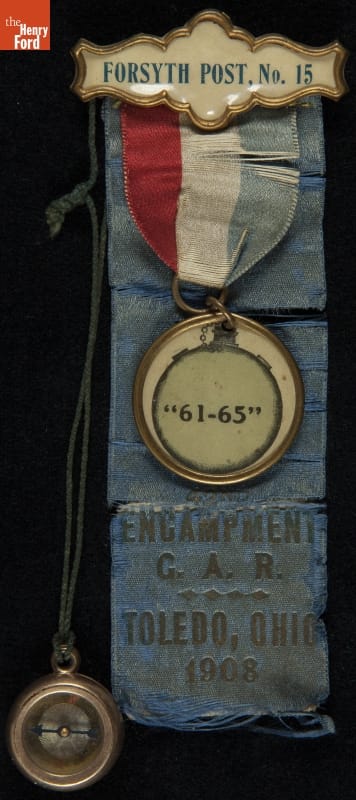 the
Henry
Ford
FORSYTH POST, No. 15
"61-65"
ENCAMPMENT
G. A. R.
TOLEDO, OHIO
1908